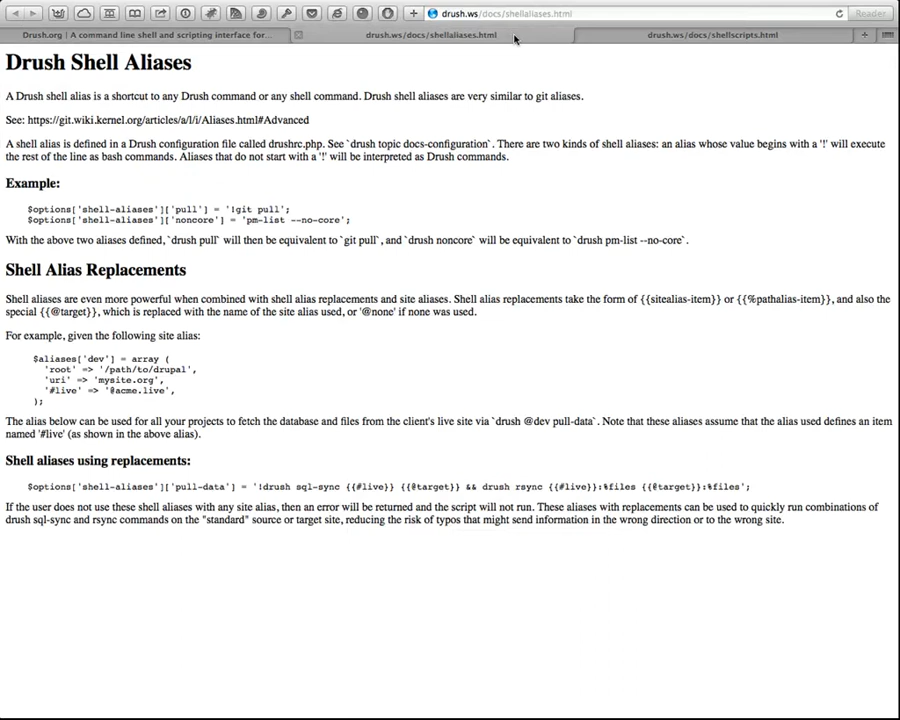 drush.ws/docs/shellaliases.html
Reader
Drush.org | A command line shell and scripting interface for...
drush.ws/docs/shellaliases.html
drush.ws/docs/shellscripts.html
Drush Shell Aliases
A Drush shell alias is a shortcut to any Drush command or any shell command. Drush shell aliases are very similar to git aliases.
See: https://git.wiki.kernel.org/articles/a/l/i/Aliases.html#Advanced
A shell alias is defined in a Drush configuration file called drushrc.php. See `drush topic docs-configuration`. There are two kinds of shell aliases: an alias whose value begins with a '!' will execute
the rest of the line as bash commands. Aliases that do not start with a '!' will be interpreted as Drush commands.
Example:
$options['shell-aliases']['pull'] = '!git pull';
$options['shell-aliases']['noncore'] = 'pm-list --no-core';
With the above two aliases defined, `drush pull` will then be equivalent to `git pull`, and `drush noncore` will be equivalent to `drush pm-list --no-core`.
Shell Alias Replacements
Shell aliases are even more powerful when combined with shell alias replacements and site aliases. Shell alias replacements take the form of {{sitealias-item}} or {{%pathalias-item}}, and also the
special {{@target}}, which is replaced with the name of the site alias used, or '@none' if none was used.
For example, given the following site alias:
$aliases['dev'] = array (
'root' => '/path/to/drupal',
'uri' => 'mysite.org',
'#live' => '@acme.live',
);
The alias below can be used for all your projects to fetch the database and files from the client's live site via `drush @dev pull-data`. Note that these aliases assume that the alias used defines an item
named '#live' (as shown in the above alias).
Shell aliases using replacements:
$options['shell-aliases']['pull-data'] = '!drush sql-sync {{#live}} {{@target}} && drush rsync {{#live}}:%files {{@target}}:%files';
If the user does not use these shell aliases with any site alias, then an error will be returned and the script will not run. These aliases with replacements can be used to quickly run combinations of
drush sql-sync and rsync commands on the "standard" source or target site, reducing the risk of typos that might send information in the wrong direction or to the wrong site.